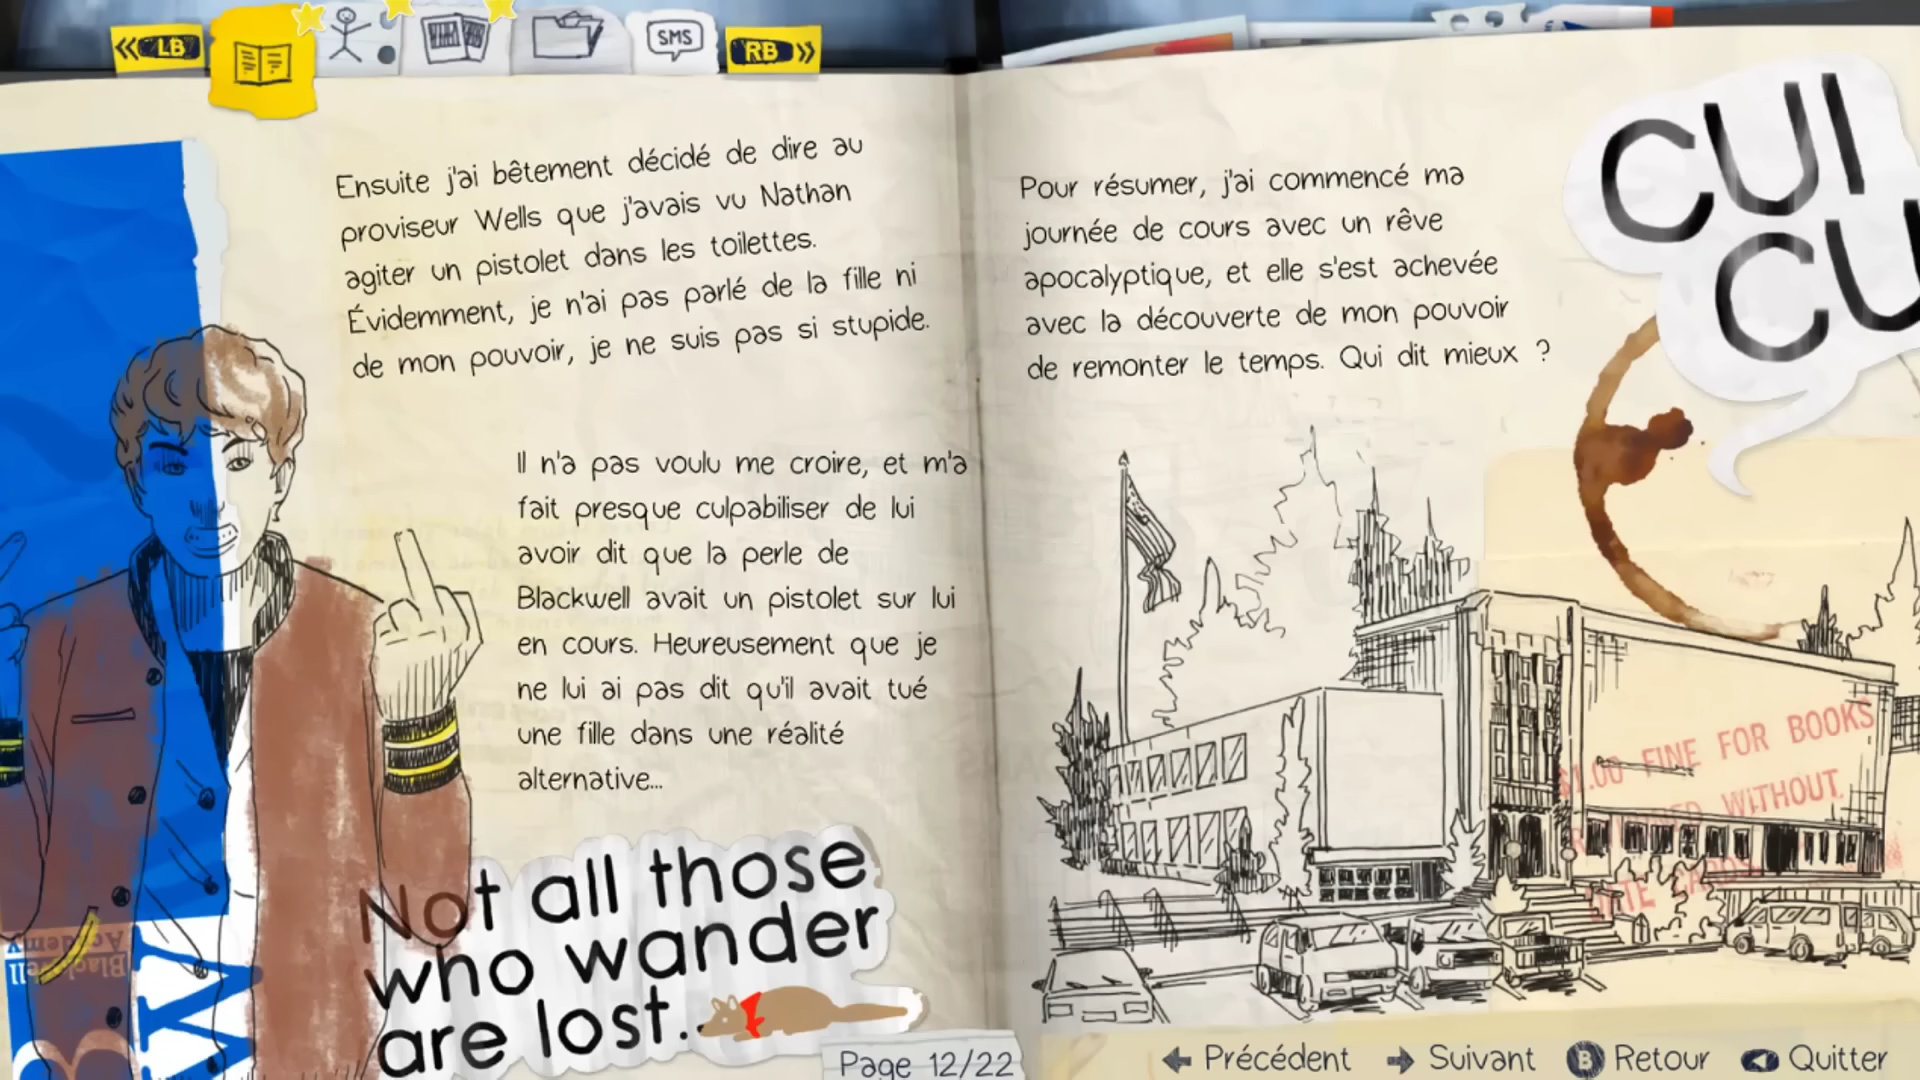 LB
SMS
RB
Ensuite j'ai bêtement décidé de dire au
proviseur Wells que j'avais vu Nathan
agiter un pistolet dans les toilettes.
Évidemment, je n'ai pas parlé de la fille ni
de mon pouvoir, je ne suis pas si stupide.
Il n'a pas voulu me croire, et m'a
fait presque culpabiliser de lui
avoir dit que la perle de
Blackwell avait un pistolet sur lui
en cours. Heureusement que je
ne lui ai pas dit qu'il avait tué
une fille dans une réalité
alternative...
Not all those
who wander
are lost.
Blackwell
Academy
Page 12/22
Pour résumer, j'ai commencé ma
journée de cours avec un rêve
apocalyptique, et elle s'est achevée
avec la découverte de mon pouvoir
de remonter le temps. Qui dit mieux ?
CUI
CU
$1.00 FINE FOR BOOKS
WITHOUT
Précédent
Suivant
B Retour
Quitter